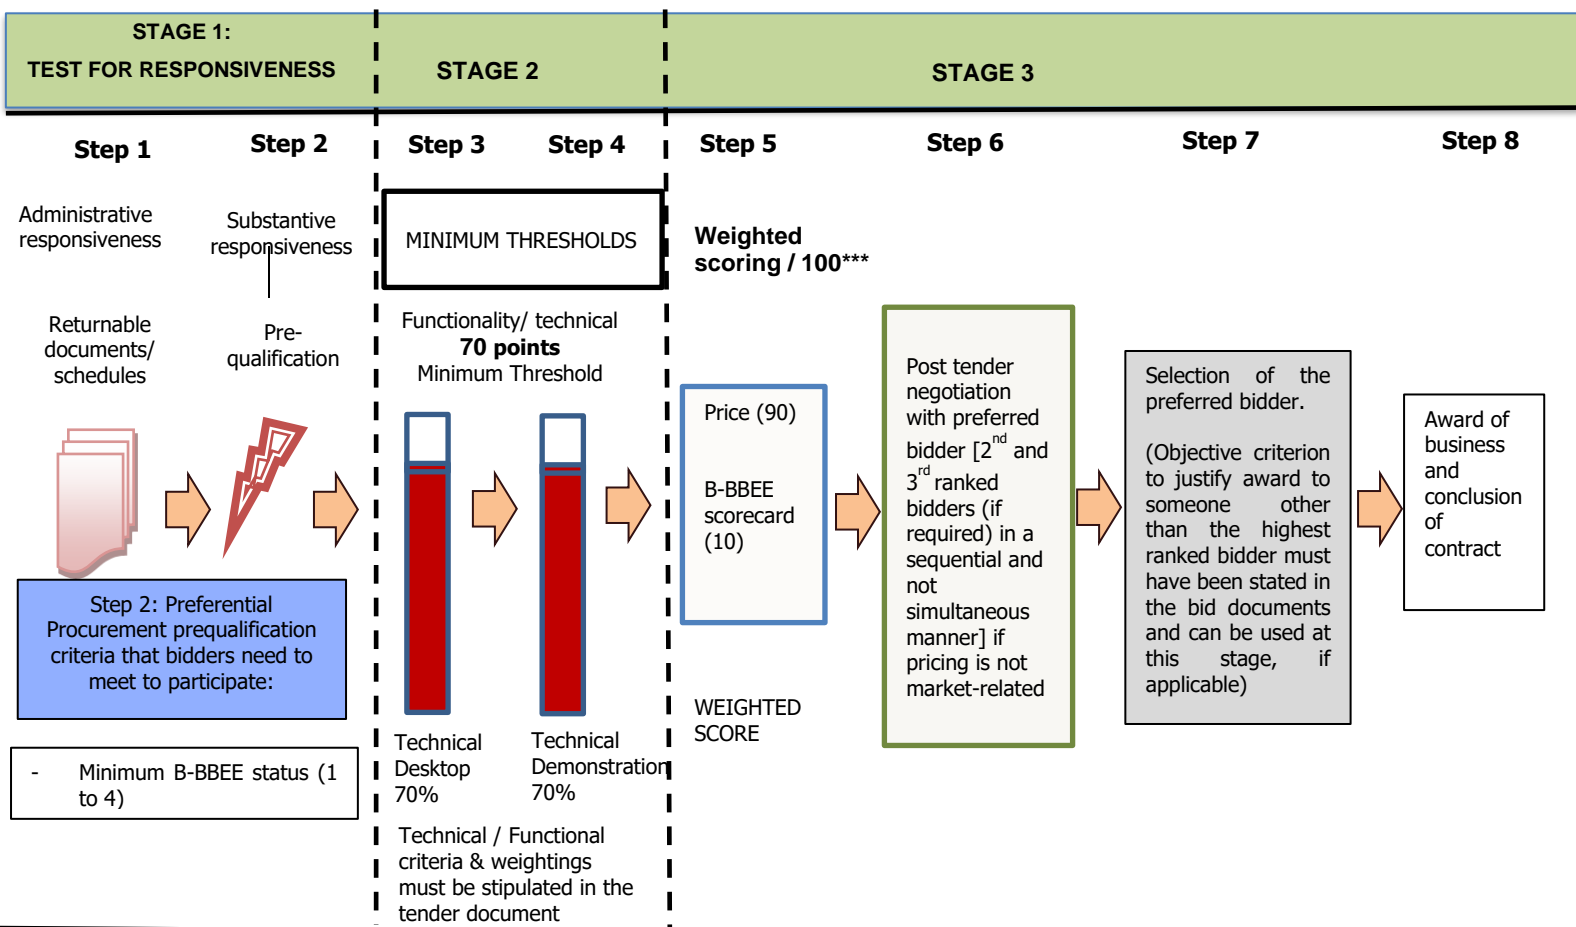 STAGE 1:
TEST FOR RESPONSIVENESS
STAGE 2
STAGE 3
Step 1
Step 2
Step 3
Step 4
Step 5
Step 6
Step 7
Step 8
Administrative
responsiveness
Substantive
responsiveness
MINIMUM THRESHOLDS
Weighted
scoring / 100***
Returnable
documents/
schedules
Pre-
qualification
Functionality/ technical
70 points
Minimum Threshold
Price (90)
B-BBEE
scorecard
(10)
Post tender
negotiation
with preferred
bidder [2nd and
3rd ranked
bidders (if
required) in a
sequential and
not
simultaneous
manner] if
pricing is not
market-related
Selection of the
preferred bidder.
(Objective criterion
to justify award to
someone other
than the highest
ranked bidder must
have been stated in
the bid documents
and can be used at
this stage, if
applicable)
Award of
business
and
conclusion
of
contract
Step 2: Preferential
Procurement prequalification
criteria that bidders need to
meet to participate:
- Minimum B-BBEE status (1
to 4)
Technical
Desktop
70%
Technical
Demonstration
70%
WEIGHTED
SCORE
Technical / Functional
criteria & weightings
must be stipulated in the
tender document